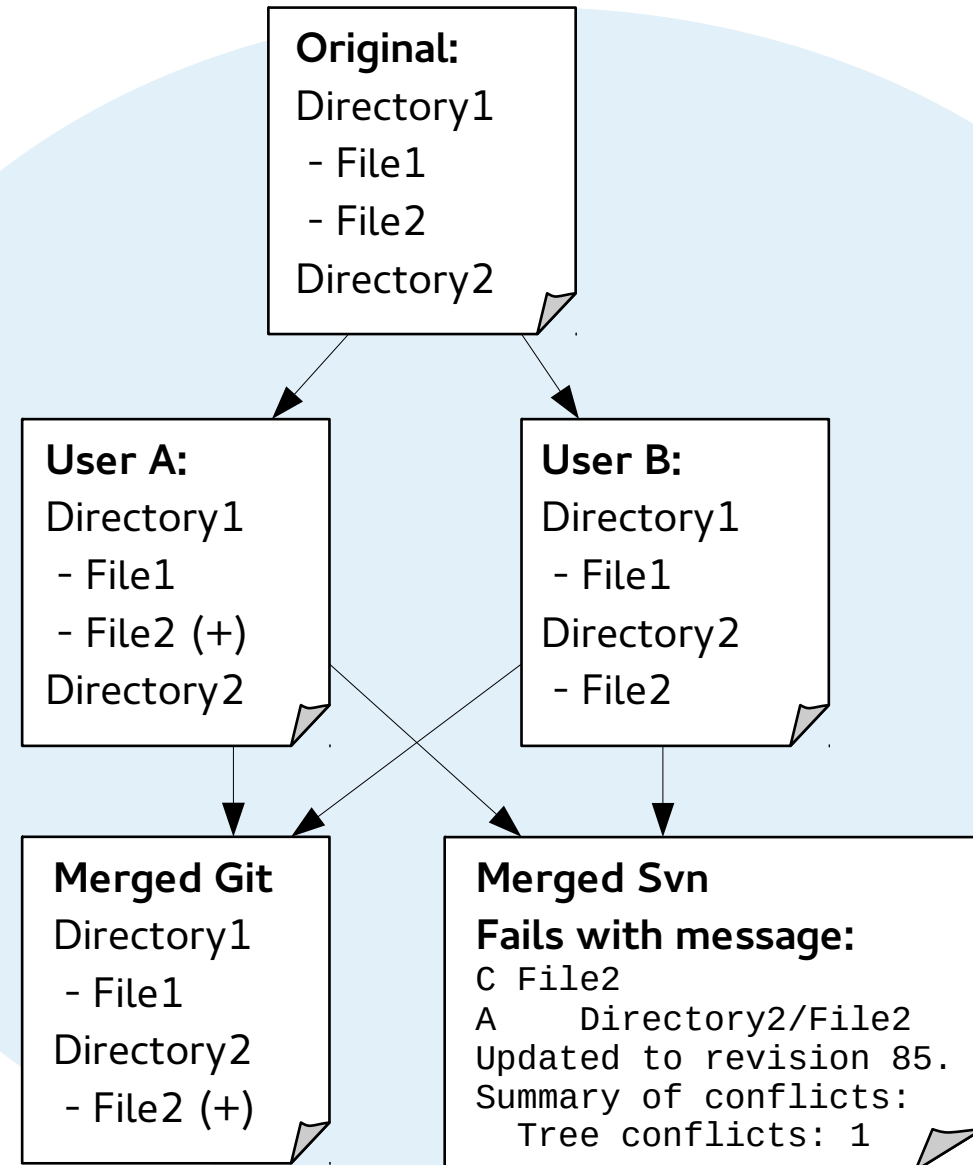 Original:
Directory1
- File1
- File2
Directory2
User A:
Directory1
- File1
- File2 (+)
Directory2
User B:
Directory1
- File1
Directory2
- File2
Merged Git
Directory1
- File1
Directory2
- File2 (+)
Merged Svn
Fails with message:
C File2
A    Directory2/File2
Updated to revision 85.
Summary of conflicts:
  Tree conflicts: 1